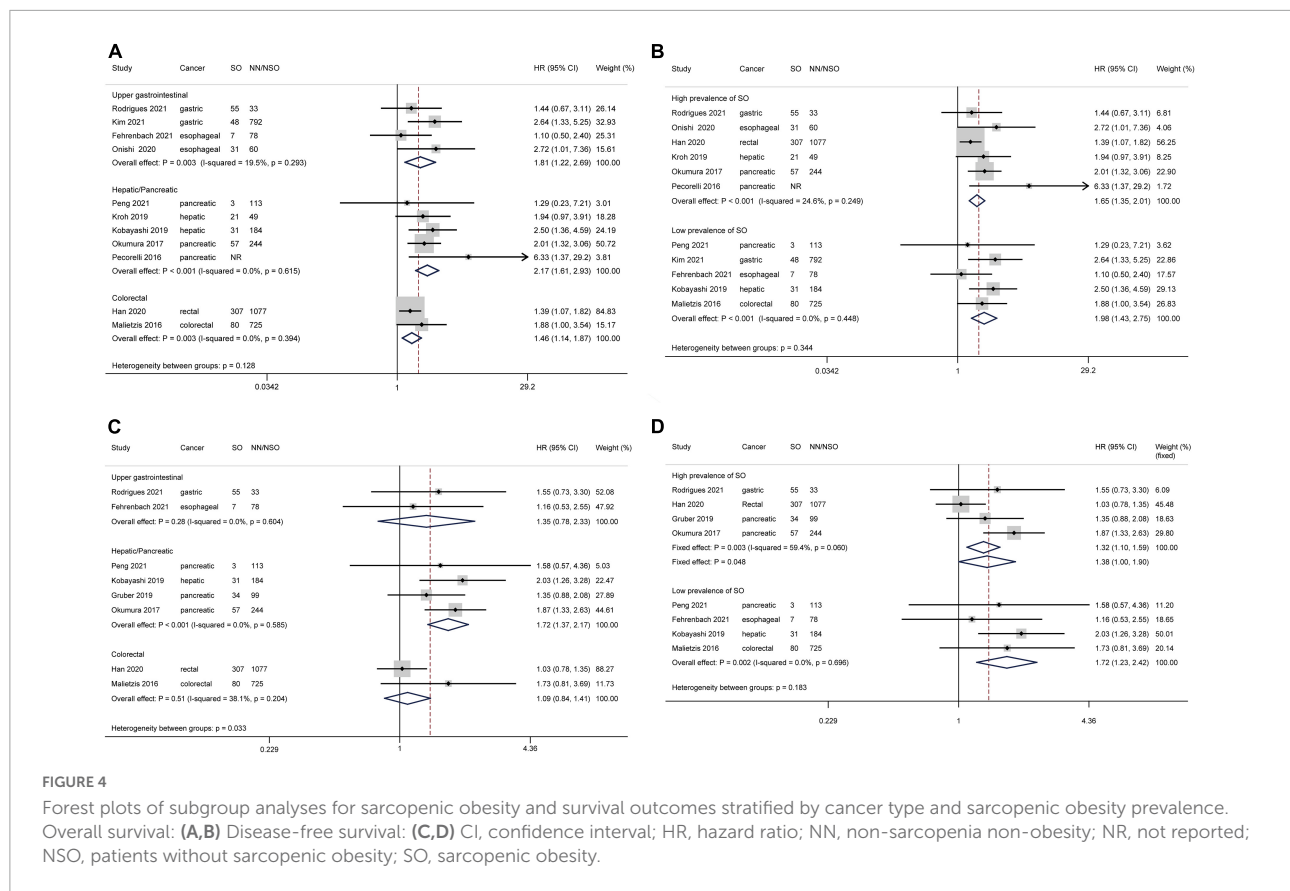 A
Study Cancer SO NN/NSO HR (95% CI) Weight (%)
Upper gastrointestinal
Rodrigues 2021 gastric 55 33 1.44 (0.67, 3.11) 26.14
Kim 2021 gastric 48 792 2.64 (1.33, 5.25) 32.93
Fehrenbach 2021 esophageal 7 78 1.10 (0.50, 2.40) 25.31
Onishi 2020 esophageal 31 60 2.72 (1.01, 7.36) 15.61
Overall effect: P = 0.003 (I-squared = 19.5%, p = 0.293) 1.81 (1.22, 2.69) 100.00
Hepatic/Pancreatic
Peng 2021 pancreatic 3 113 1.29 (0.23, 7.21) 3.01
Kroh 2019 hepatic 21 49 1.94 (0.97, 3.91) 18.28
Kobayashi 2019 hepatic 31 184 2.50 (1.36, 4.59) 24.19
Okumura 2017 pancreatic 57 244 2.01 (1.32, 3.06) 50.72
Pecorelli 2016 pancreatic NR 6.33 (1.37, 29.2) 3.81
Overall effect: P < 0.001 (I-squared = 0.0%, p = 0.615) 2.17 (1.61, 2.93) 100.00
Colorectal
Han 2020 rectal 307 1077 1.39 (1.07, 1.82) 84.83
Malietzis 2016 colorectal 80 725 1.88 (1.00, 3.54) 15.17
Overall effect: P = 0.003 (I-squared = 0.0%, p = 0.394) 1.46 (1.14, 1.87) 100.00
Heterogeneity between groups: p = 0.128
0.0342 1 29.2
B
Study Cancer SO NN/NSO HR (95% CI) Weight (%)
High prevalence of SO
Rodrigues 2021 gastric 55 33 1.44 (0.67, 3.11) 6.81
Onishi 2020 esophageal 31 60 2.72 (1.01, 7.36) 4.06
Han 2020 rectal 307 1077 1.39 (1.07, 1.82) 56.25
Kroh 2019 hepatic 21 49 1.94 (0.97, 3.91) 8.25
Okumura 2017 pancreatic 57 244 2.01 (1.32, 3.06) 22.90
Pecorelli 2016 pancreatic NR 6.33 (1.37, 29.2) 1.72
Overall effect: P < 0.001 (I-squared = 24.6%, p = 0.249) 1.65 (1.35, 2.01) 100.00
Low prevalence of SO
Peng 2021 pancreatic 3 113 1.29 (0.23, 7.21) 3.62
Kim 2021 gastric 48 792 2.64 (1.33, 5.25) 22.86
Fehrenbach 2021 esophageal 7 78 1.10 (0.50, 2.40) 17.57
Kobayashi 2019 hepatic 31 184 2.50 (1.36, 4.59) 29.13
Malietzis 2016 colorectal 80 725 1.88 (1.00, 3.54) 26.83
Overall effect: P < 0.001 (I-squared = 0.0%, p = 0.448) 1.98 (1.43, 2.75) 100.00
Heterogeneity between groups: p = 0.344
0.0342 1 29.2
C
Study Cancer SO NN/NSO HR (95% CI) Weight (%)
Upper gastrointestinal
Rodrigues 2021 gastric 55 33 1.55 (0.73, 3.30) 52.08
Fehrenbach 2021 esophageal 7 78 1.16 (0.53, 2.55) 47.92
Overall effect: P = 0.28 (I-squared = 0.0%, p = 0.604) 1.35 (0.78, 2.33) 100.00
Hepatic/Pancreatic
Peng 2021 pancreatic 3 113 1.58 (0.57, 4.36) 5.03
Kobayashi 2019 hepatic 31 184 2.03 (1.26, 3.28) 22.47
Gruber 2019 pancreatic 34 99 1.35 (0.88, 2.08) 27.89
Okumura 2017 pancreatic 57 244 1.87 (1.33, 2.63) 44.61
Overall effect: P < 0.001 (I-squared = 0.0%, p = 0.585) 1.72 (1.37, 2.17) 100.00
Colorectal
Han 2020 rectal 307 1077 1.03 (0.78, 1.35) 88.27
Malietzis 2016 colorectal 80 725 1.73 (0.81, 3.69) 11.73
Overall effect: P = 0.51 (I-squared = 38.1%, p = 0.204) 1.09 (0.84, 1.41) 100.00
Heterogeneity between groups: p = 0.033
0.229 1 4.36
D
Study Cancer SO NN/NSO HR (95% CI) Weight (%)
(fixed)
High prevalence of SO
Rodrigues 2021 gastric 55 33 1.55 (0.73, 3.30) 6.09
Han 2020 Rectal 307 1077 1.03 (0.78, 1.35) 45.48
Gruber 2019 pancreatic 34 99 1.35 (0.88, 2.08) 18.63
Okumura 2017 pancreatic 57 244 1.87 (1.33, 2.63) 29.80
Fixed effect: P = 0.003 (I-squared = 59.4%, p = 0.060) 1.32 (1.10, 1.59) 100.00
Fixed effect: P = 0.048 1.38 (1.00, 1.90)
Low prevalence of SO
Peng 2021 pancreatic 3 113 1.58 (0.57, 4.36) 11.20
Fehrenbach 2021 esophageal 7 78 1.16 (0.53, 2.55) 18.65
Kobayashi 2019 hepatic 31 184 2.03 (1.26, 3.28) 50.01
Malietzis 2016 colorectal 80 725 1.73 (0.81, 3.69) 20.14
Overall effect: P = 0.002 (I-squared = 0.0%, p = 0.696) 1.72 (1.23, 2.42) 100.00
Heterogeneity between groups: p = 0.183
0.229 1 4.36
FIGURE 4
Forest plots of subgroup analyses for sarcopenic obesity and survival outcomes stratified by cancer type and sarcopenic obesity prevalence.
Overall survival: (A,B) Disease-free survival: (C,D) CI, confidence interval; HR, hazard ratio; NN, non-sarcopenia non-obesity; NR, not reported;
NSO, patients without sarcopenic obesity; SO, sarcopenic obesity.